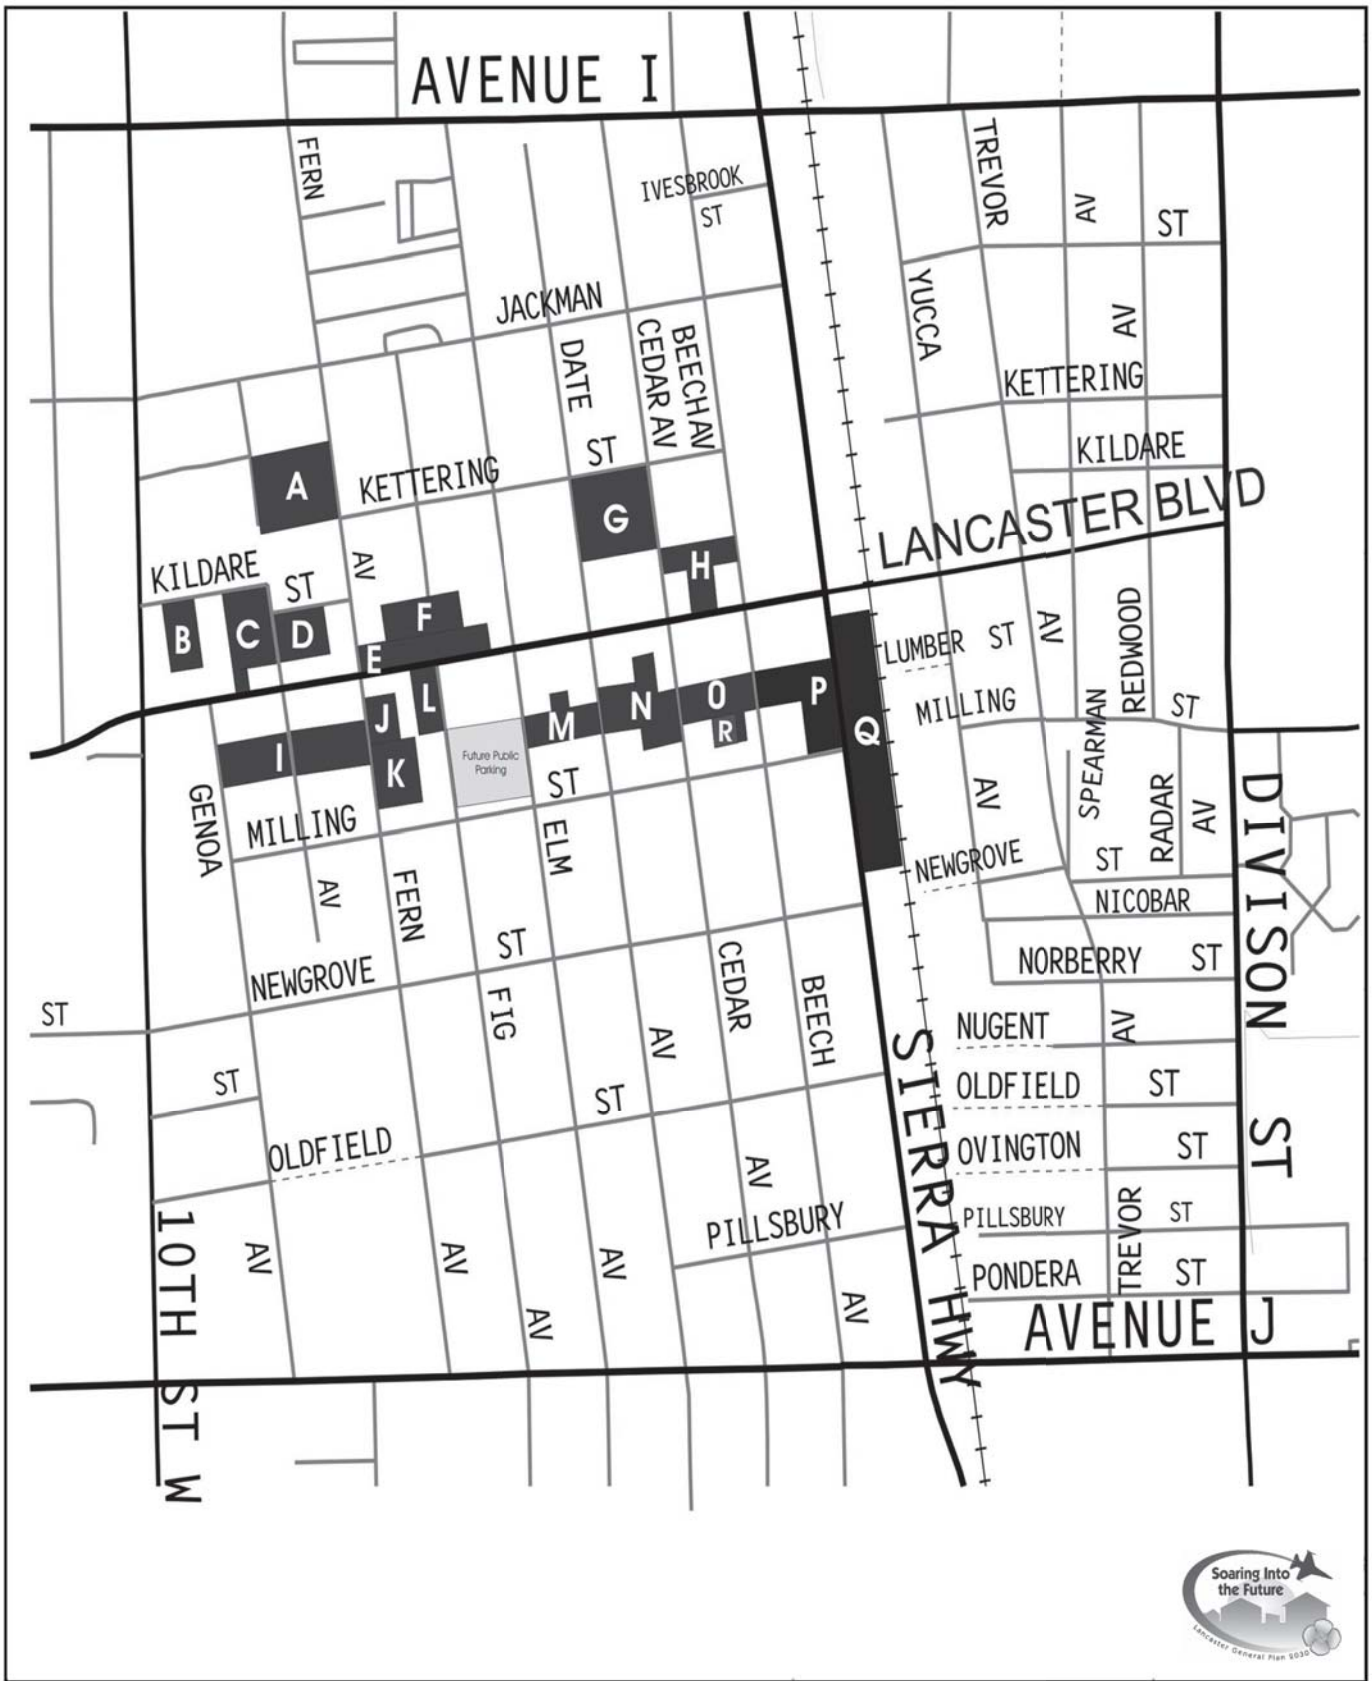 AVENUE I
FERN
IVESBROOK
ST
TREVOR
AV
ST
JACKMAN
YUCCA
AV
DATE
CEDAR AV
BEECH AV
KETTERING
ST
KILDARE
A
KETTERING
G
LANCASTER BLVD
KILDARE
ST
AV
H
B
C
D
F
E
LUMBER ST
AV
REDWOOD
J
L
M
N
O
R
P
Q
MILLING
ST
SPEARMAN
I
K
Future Public
Parking
ST
GENOA
MILLING
AV
RADAR
AV
DIVISON ST
ELM
AV
FERN
NEWGROVE
ST
NICOBAR
ST
NORBERRY
ST
NEWGROVE
CEDAR
BEECH
ST
FIG
AV
NUGENT
AV
SIERRA HWY
ST
ST
OLDFIELD
ST
OLDFIELD
OVINGTON
ST
AV
PILLSBURY
PILLSBURY
ST
TREVOR
10TH ST W
AV
AV
AV
AV
AV
PONDERA
ST
AVENUE J
Soaring Into
the Future
Lancaster General Plan 2030